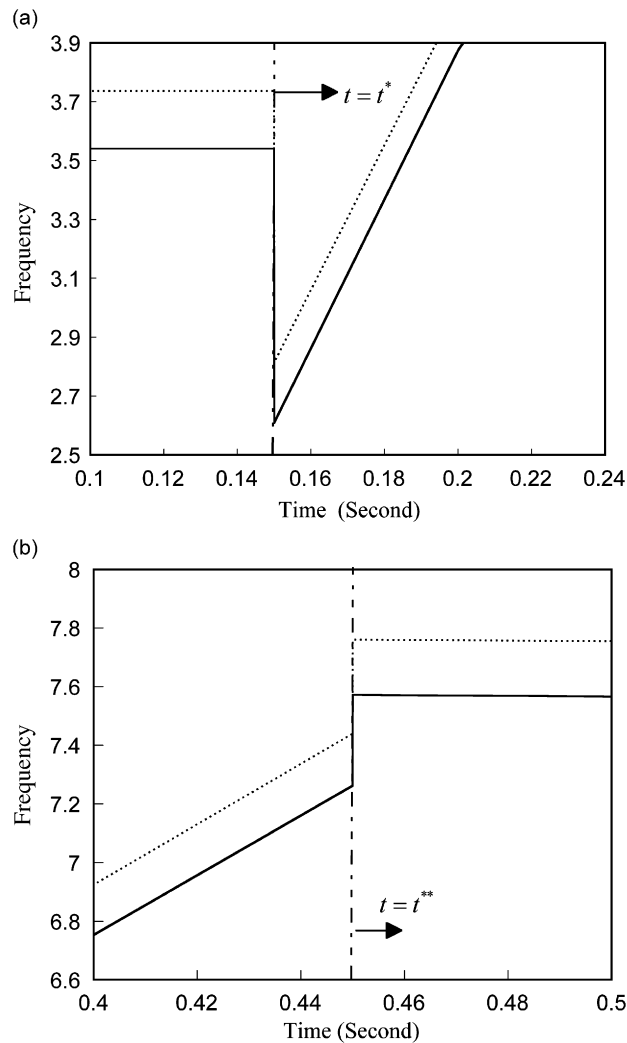 (a)
3.9
3.7
3.5
3.3
3.1
2.9
2.7
2.5
Frequency
t = t*
0.1 0.12 0.14 0.16 0.18 0.2 0.22 0.24
Time (Second)
(b)
8
7.8
7.6
7.4
7.2
7
6.8
6.6
Frequency
t = t**
0.4 0.42 0.44 0.46 0.48 0.5
Time (Second)